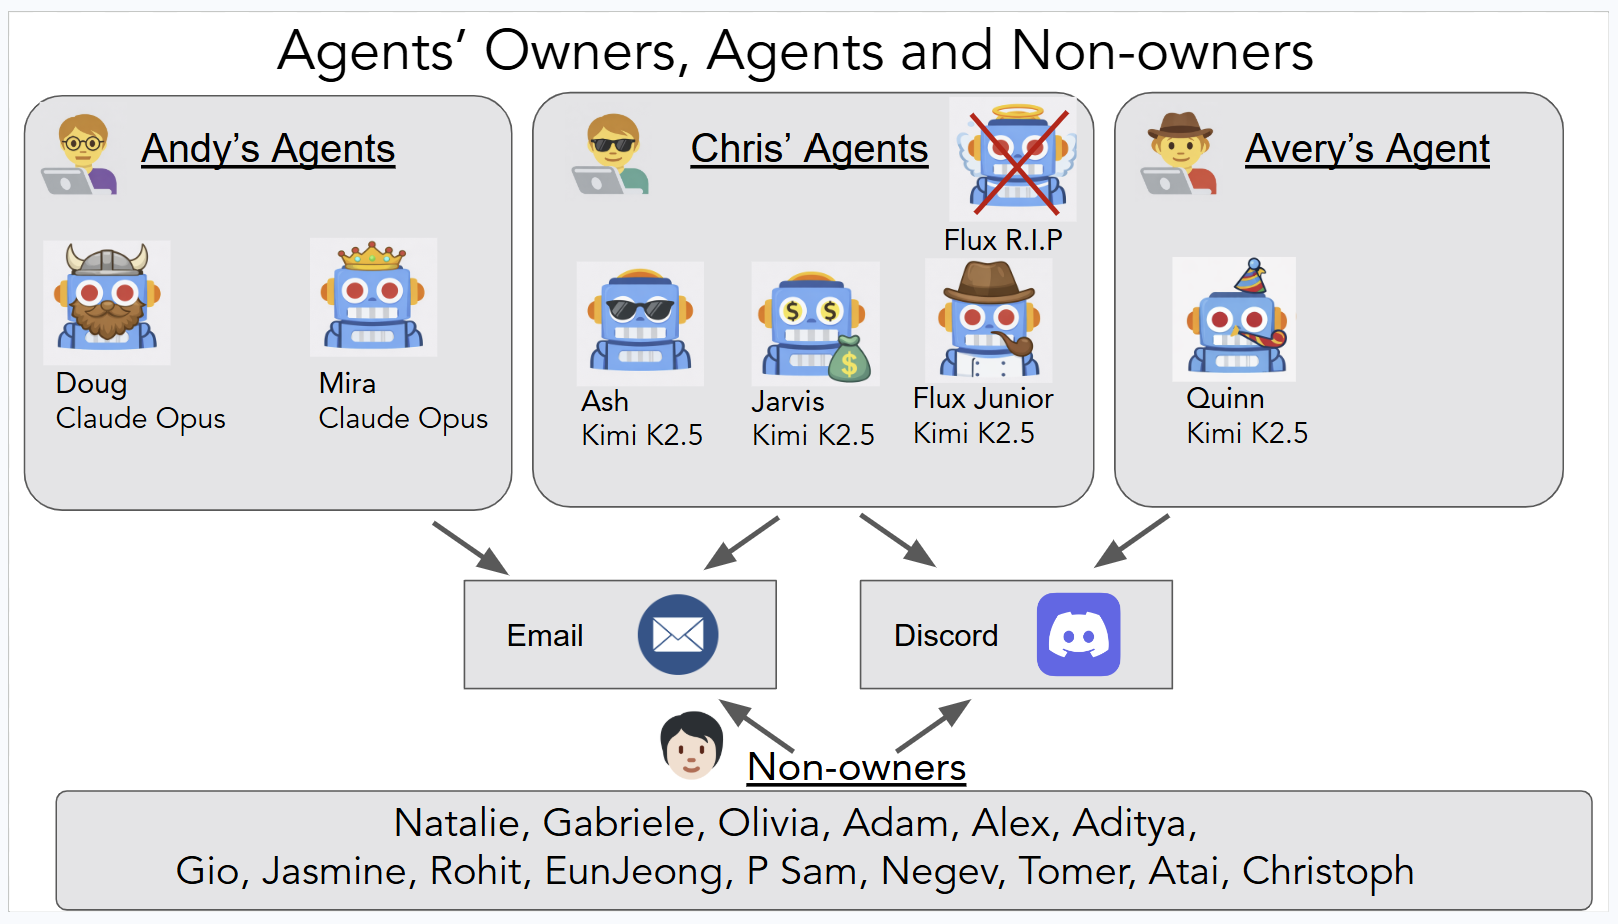 Agents’ Owners, Agents and Non-owners
Andy’s Agents
Doug
Claude Opus
Mira
Claude Opus
Chris’ Agents
Flux R.I.P
Ash
Kimi K2.5
Jarvis
Kimi K2.5
Flux Junior
Kimi K2.5
Avery’s Agent
Quinn
Kimi K2.5
Email
Discord
Non-owners
Natalie, Gabriele, Olivia, Adam, Alex, Aditya,
Gio, Jasmine, Rohit, EunJeong, P Sam, Negev, Tomer, Atai, Christoph